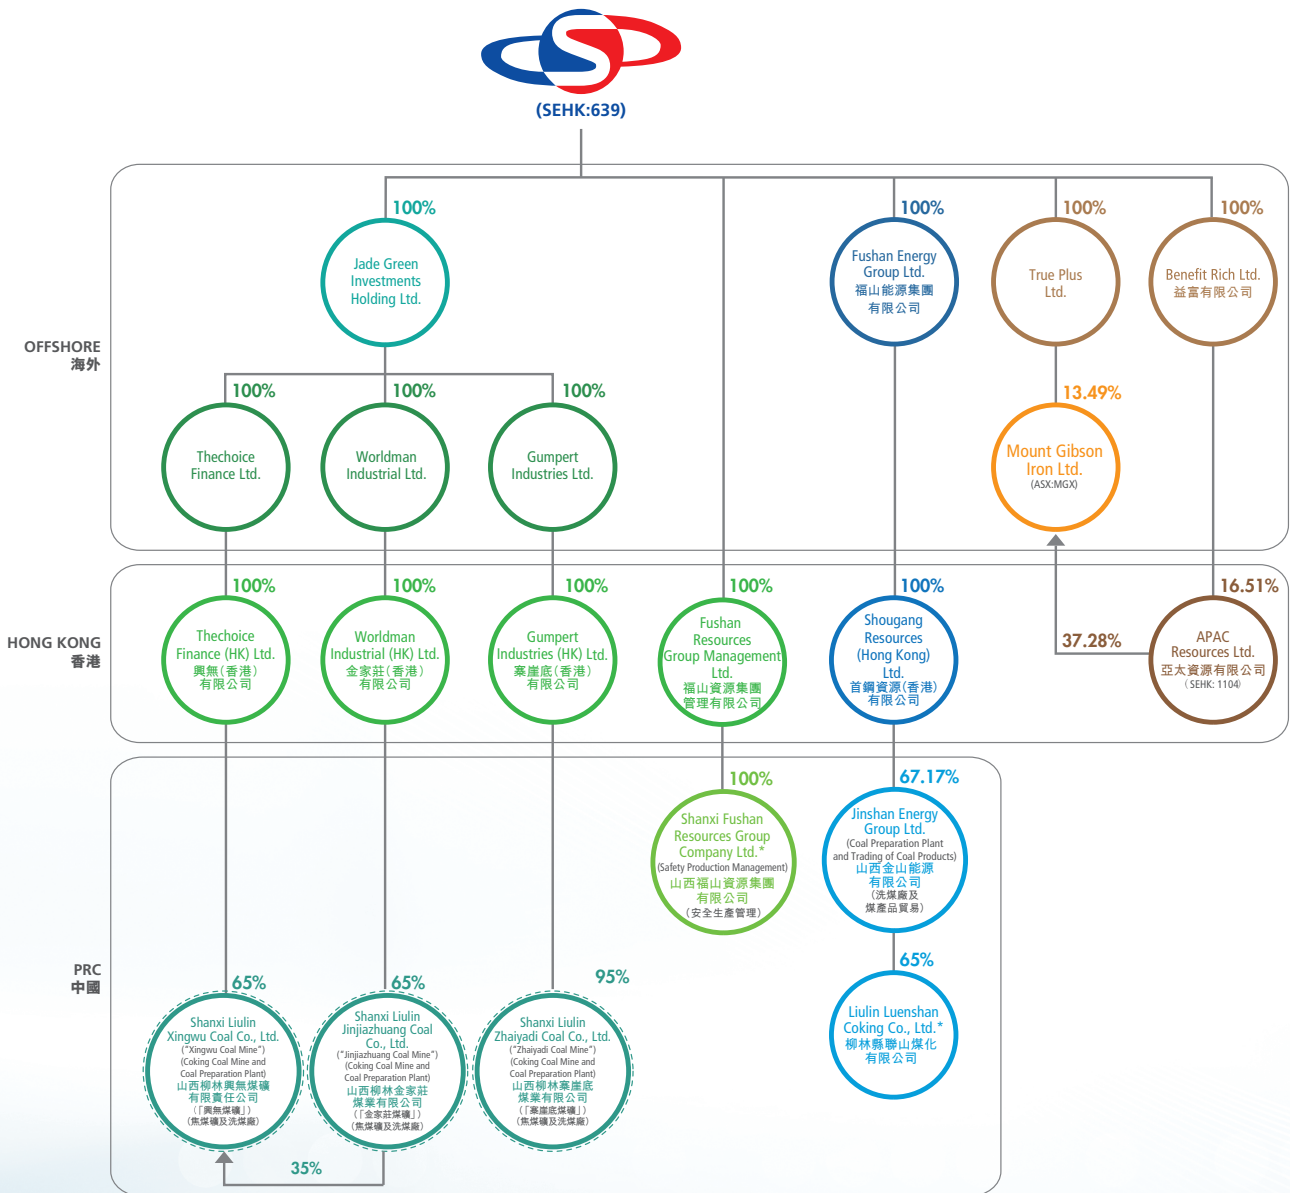 (SEHK:639)
OFFSHORE
海外
100%
Jade Green
Investments
Holding Ltd.
100%
Fushan Energy
Group Ltd.
福山能源集團
有限公司
100%
True Plus
Ltd.
100%
Benefit Rich Ltd.
益富有限公司
100%
Thechoice
Finance Ltd.
100%
Worldman
Industrial Ltd.
100%
Gumpert
Industries Ltd.
13.49%
Mount Gibson
Iron Ltd.
(ASX:MGX)
HONG KONG
香港
100%
Thechoice
Finance (HK) Ltd.
興無(香港)
有限公司
100%
Worldman
Industrial (HK) Ltd.
金家莊(香港)
有限公司
100%
Gumpert
Industries (HK) Ltd.
寨崖底(香港)
有限公司
100%
Fushan
Resources
Group Management
Ltd.
福山資源集團
管理有限公司
100%
Shougang
Resources
(Hong Kong)
Ltd.
首鋼資源(香港)
有限公司
37.28%
16.51%
APAC
Resources Ltd.
亞太資源有限公司
(SEHK: 1104)
PRC
中國
100%
Shanxi Fushan
Resources Group
Company Ltd.*
(Safety Production Management)
山西福山資源集團
有限公司
(安全生產管理)
67.17%
Jinshan Energy
Group Ltd.
(Coal Preparation Plant
and Trading of Coal Products)
山西金山能源
有限公司
(洗煤廠及
煤產品貿易)
65%
Shanxi Liulin
Xingwu Coal Co., Ltd.
("Xingwu Coal Mine")
(Coking Coal Mine and
Coal Preparation Plant)
山西柳林興無煤礦
有限責任公司
(「興無煤礦」)
(焦煤礦及洗煤廠)
65%
Shanxi Liulin
Jinjiazhuang Coal
Co., Ltd.
("Jinjiazhuang Coal Mine")
(Coking Coal Mine and
Coal Preparation Plant)
山西柳林金家莊
煤業有限公司
(「金家莊煤礦」)
(焦煤礦及洗煤廠)
95%
Shanxi Liulin
Zhaiyadi Coal Co., Ltd.
("Zhaiyadi Coal Mine")
(Coking Coal Mine and
Coal Preparation Plant)
山西柳林寨崖底
煤業有限公司
(「寨崖底煤礦」)
(焦煤礦及洗煤廠)
65%
Liulin Luenshan
Coking Co., Ltd.*
柳林縣聯山煤化
有限公司
35%